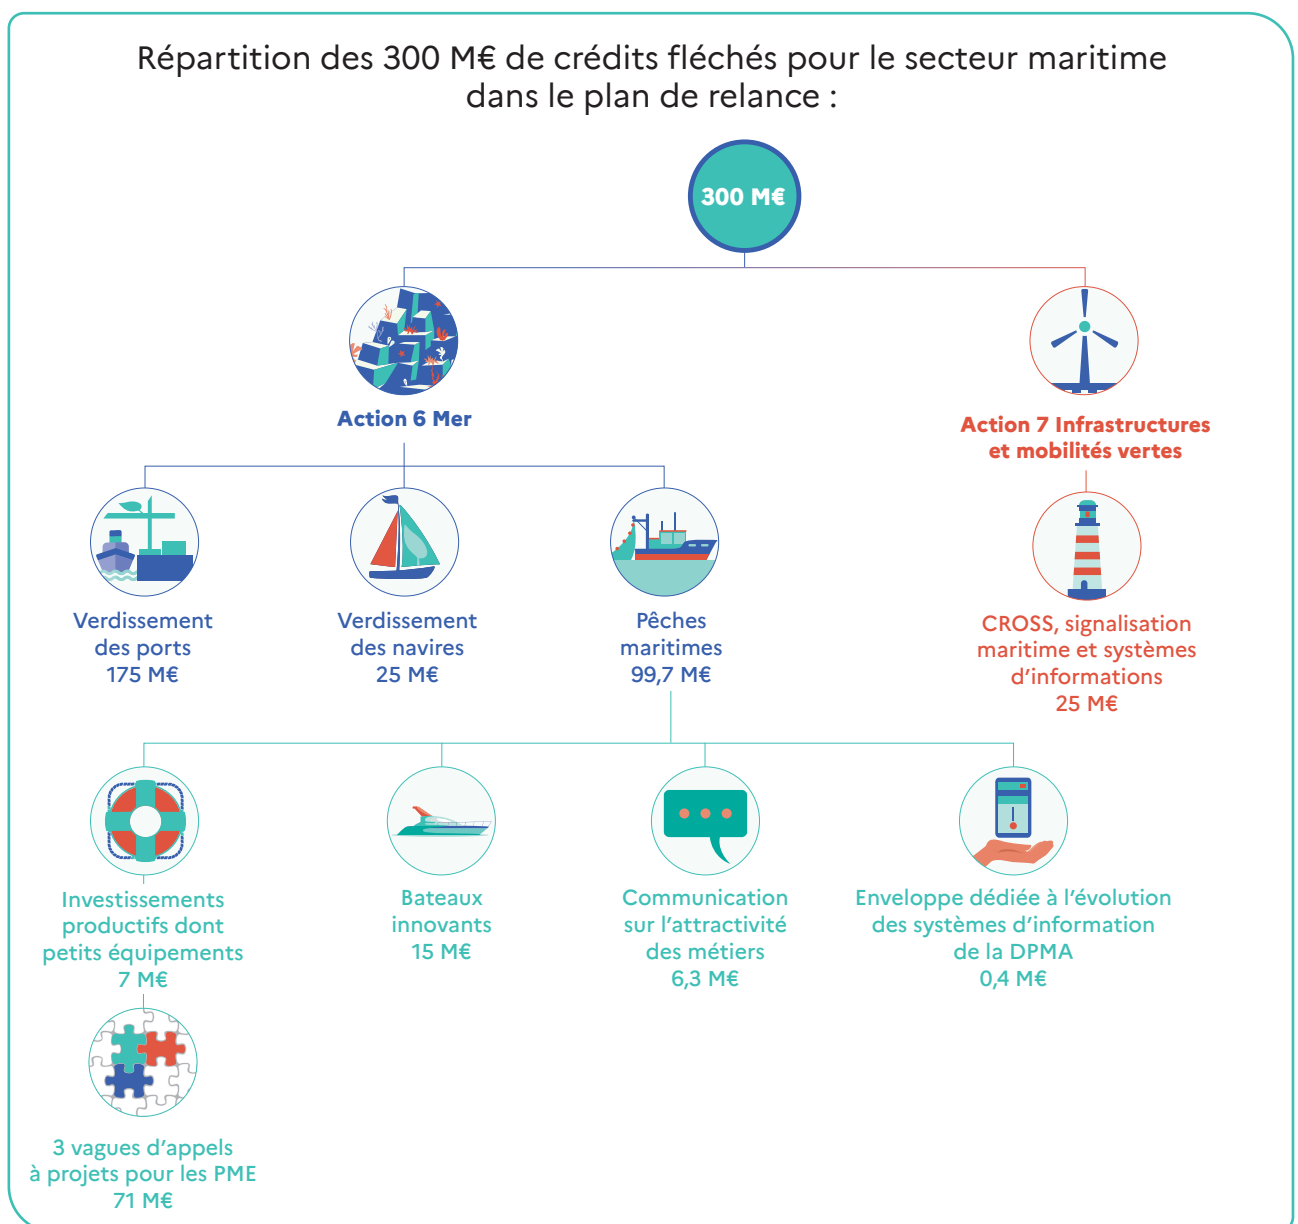 Répartition des 300 M€ de crédits fléchés pour le secteur maritime
dans le plan de relance :
300 M€
Action 6 Mer
Action 7 Infrastructures
et mobilités vertes
Verdissement
des ports
175 M€
Verdissement
des navires
25 M€
Pêches
maritimes
99,7 M€
CROSS, signalisation
maritime et systèmes
d’informations
25 M€
Investissements
productifs dont
petits équipements
7 M€
Bateaux
innovants
15 M€
Communication
sur l’attractivité
des métiers
6,3 M€
Enveloppe dédiée à l’évolution
des systèmes d’information
de la DPMA
0,4 M€
3 vagues d’appels
à projets pour les PME
71 M€